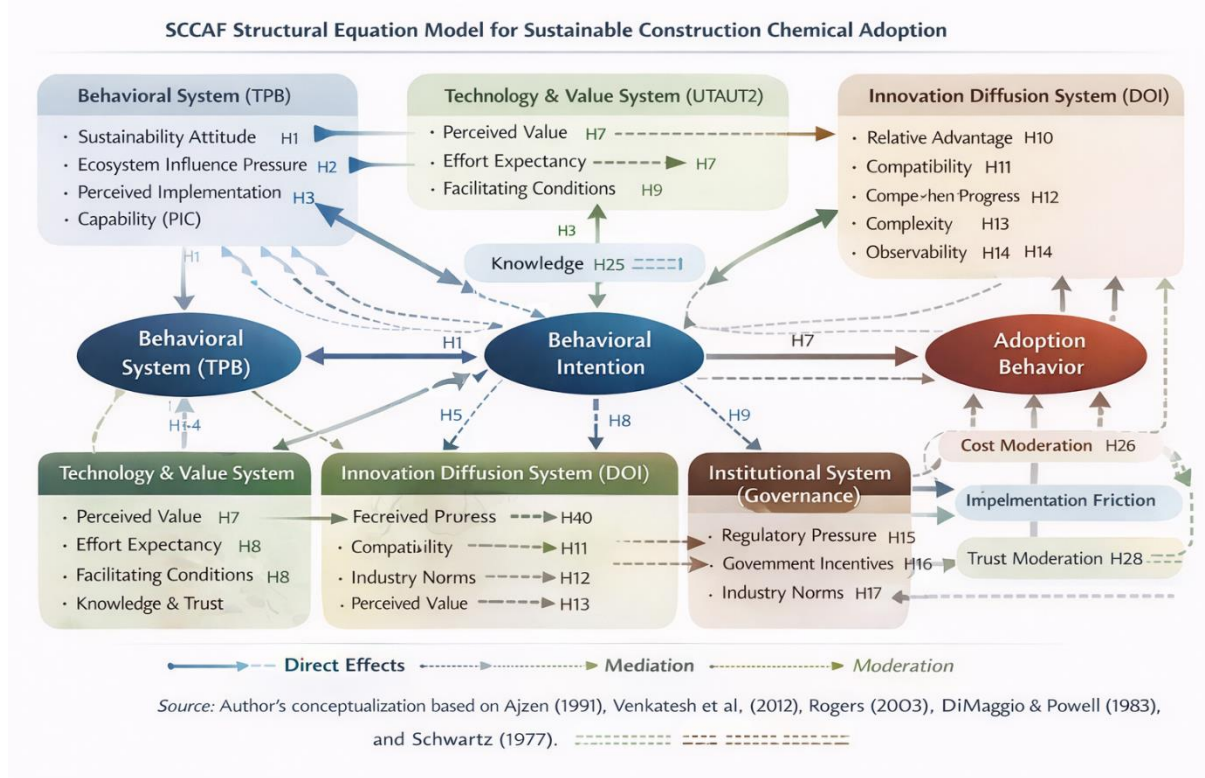 SCCAF Structural Equation Model for Sustainable Construction Chemical Adoption
Behavioral System (TPB)
· Sustainability Attitude H1
· Ecosystem Influence Pressure H2
· Perceived Implementation H3
· Capability (PIC)
Technology & Value System (UTAUT2)
· Perceived Value H7
· Effort Expectancy H7
· Facilitating Conditions H9
Innovation Diffusion System (DOI)
· Relative Advantage H10
· Compatibility H11
· Progress H12
· Complexity H13
· Observability H14 H14
H3
Knowledge H25
H1
Behavioral
System (TPB)
H1
Behavioral
Intention
H7
Adoption
Behavior
H5
H8
H9
Technology & Value System
· Perceived Value H7
· Effort Expectancy H8
· Facilitating Conditions H8
· Knowledge & Trust
Innovation Diffusion System (DOI)
· Fecreived Pruress H40
· Compatibility H11
· Industry Norms H12
· Perceived Value H13
Institutional System
(Governance)
· Regulatory Pressure H15
· Government Incentives H16
· Industry Norms H17
Cost Moderation H26
Impelmentation Friction
Trust Moderation H28
Direct Effects
Mediation
Moderation
Source: Author's conceptualization based on Ajzen (1991), Venkatesh et al, (2012), Rogers (2003), DiMaggio & Powell (1983),
and Schwartz (1977).